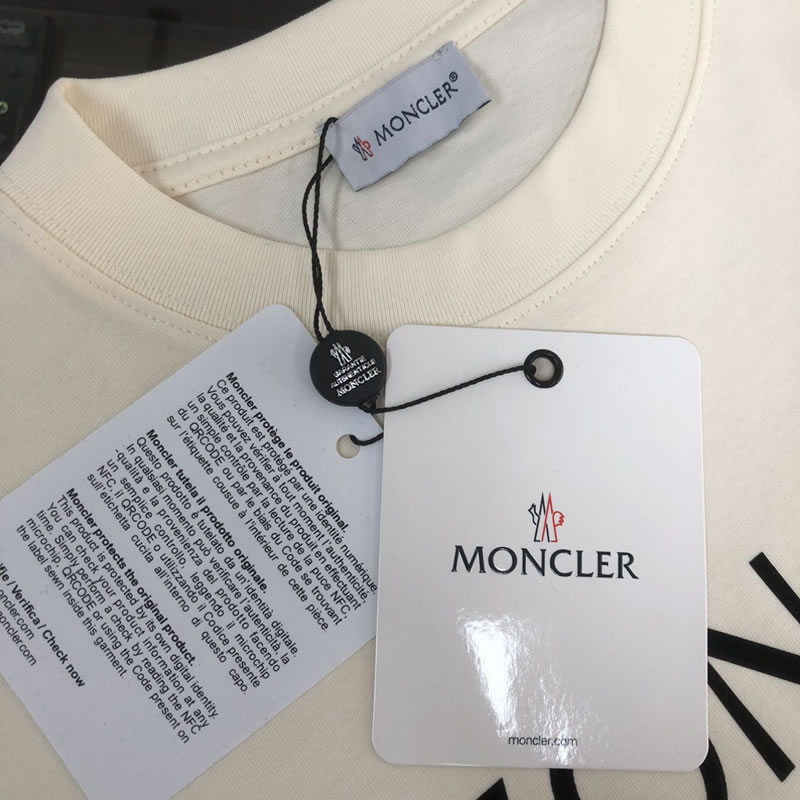 MONCLER®
GARANTIE
AUTHENTIQUE
MONCLER
Moncler protège le produit original.
Ce produit est protégé par une identité numérique.
Vous pouvez vérifier à tout moment l'authenticité,
la qualité et la provenance du produit en effectuant
un simple contrôle par la lecture de la puce NFC,
du QRCODE ou par le biais du Code se trouvant
sur l'étiquette cousue à l'intérieur de cette pièce.
Moncler tutela il prodotto originale.
Questo prodotto è tutelato da un'identità digitale.
In qualsiasi momento può verificare l'autenticità, la
qualità e la provenienza del prodotto facendo
un semplice controllo, leggendo il microchip
NFC, il QRCODE o utilizzando il Codice presente
sull'etichetta cucita all'interno di questo capo.
Moncler protects the original product.
This product is protected by its own digital identity.
You can check your product information at any
time. Simply perform a check by reading the NFC
microchip, QRCODE or using the Code present on
the label sewn inside this garment.
/ Verifica / Check now
moncler.com
MONCLER
moncler.com
ON